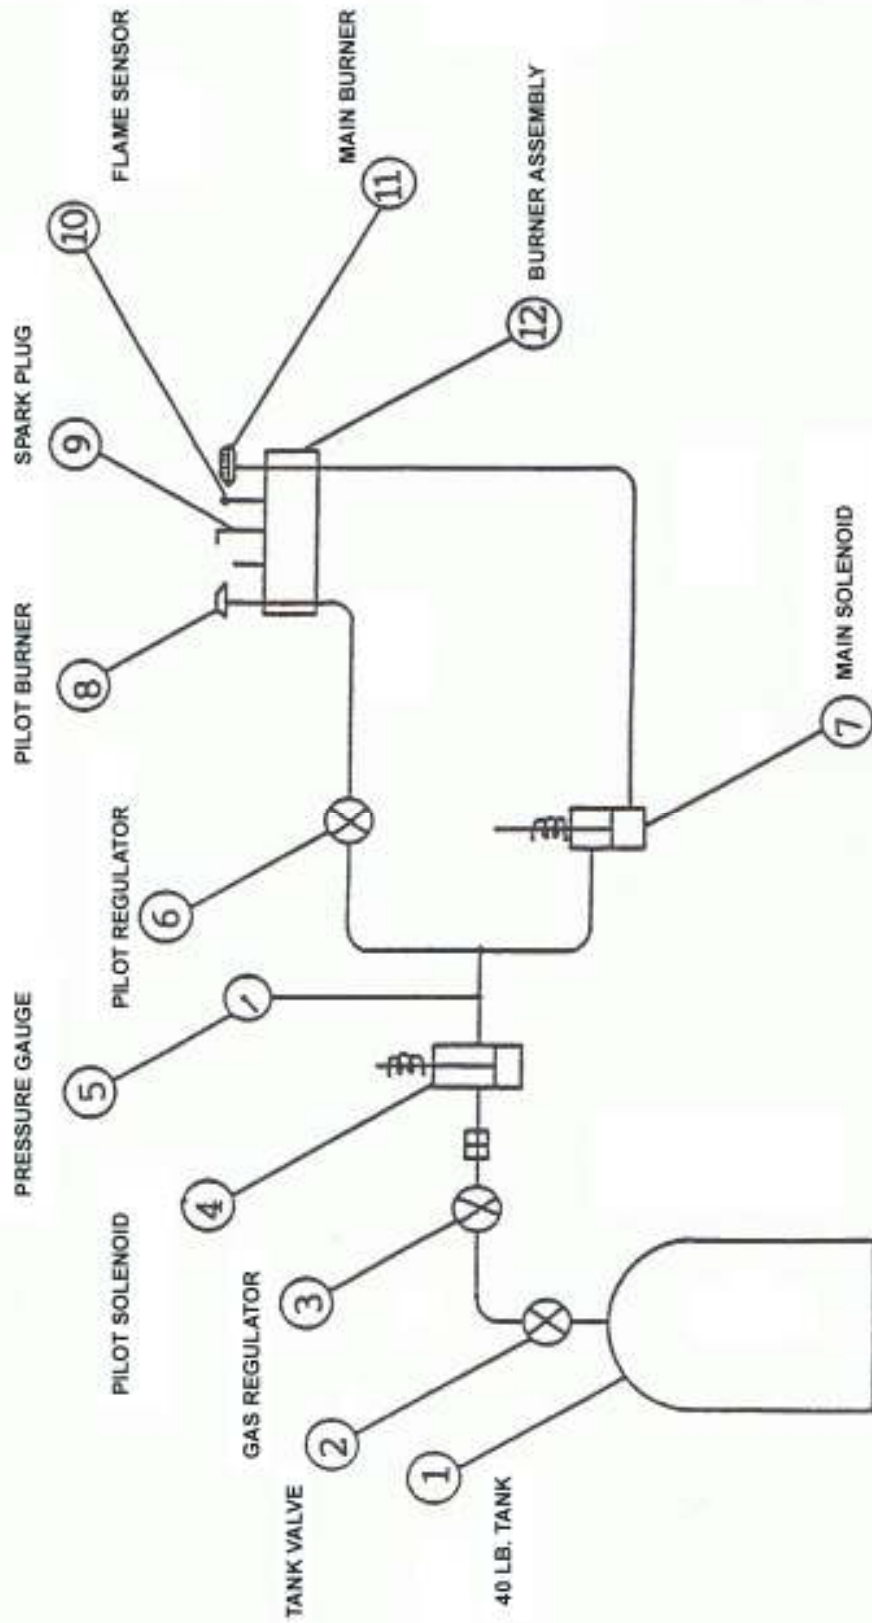 40 LB. TANK
1
TANK VALVE
2
GAS REGULATOR
3
PILOT SOLENOID
4
PRESSURE GAUGE
5
PILOT REGULATOR
6
MAIN SOLENOID
7
PILOT BURNER
8
SPARK PLUG
9
FLAME SENSOR
10
MAIN BURNER
11
BURNER ASSEMBLY
12